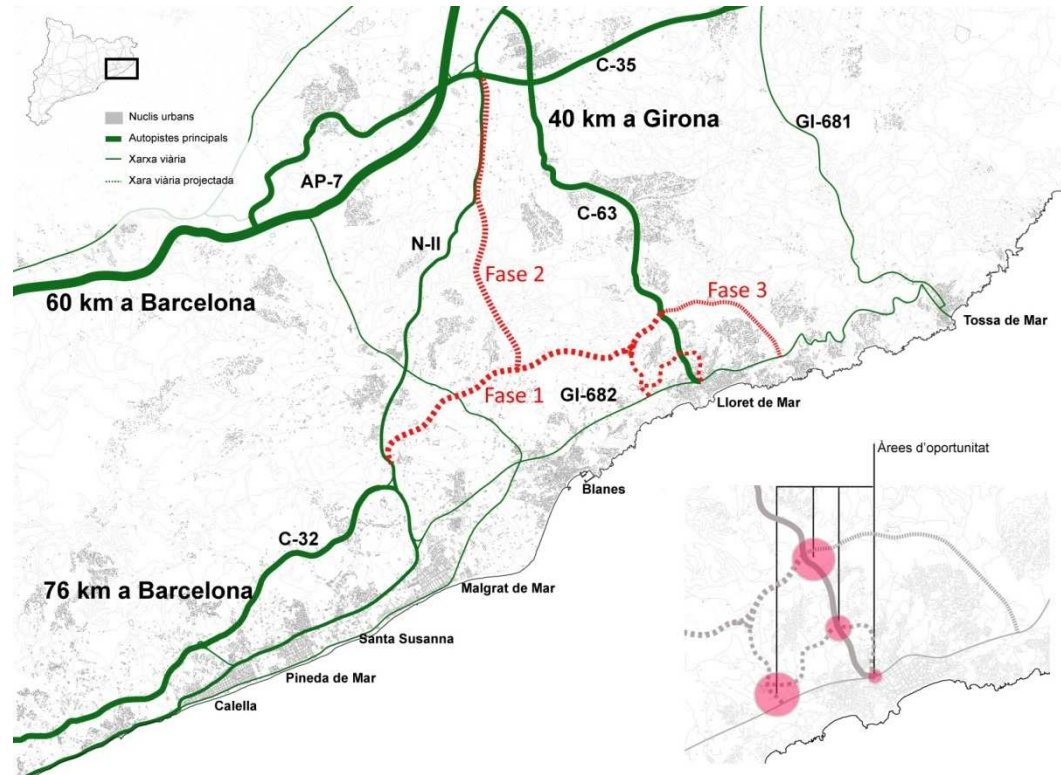 C-35
Nuclis urbans
Autopistes principals
Xarxa viària
Xara viària projectada
40 km a Girona
GI-681
AP-7
C-63
N-II
Fase 2
60 km a Barcelona
Fase 3
Tossa de Mar
Fase 1
GI-682
Lloret de Mar
Àrees d'oportunitat
Blanes
C-32
76 km a Barcelona
Malgrat de Mar
Santa Susanna
Pineda de Mar
Calella